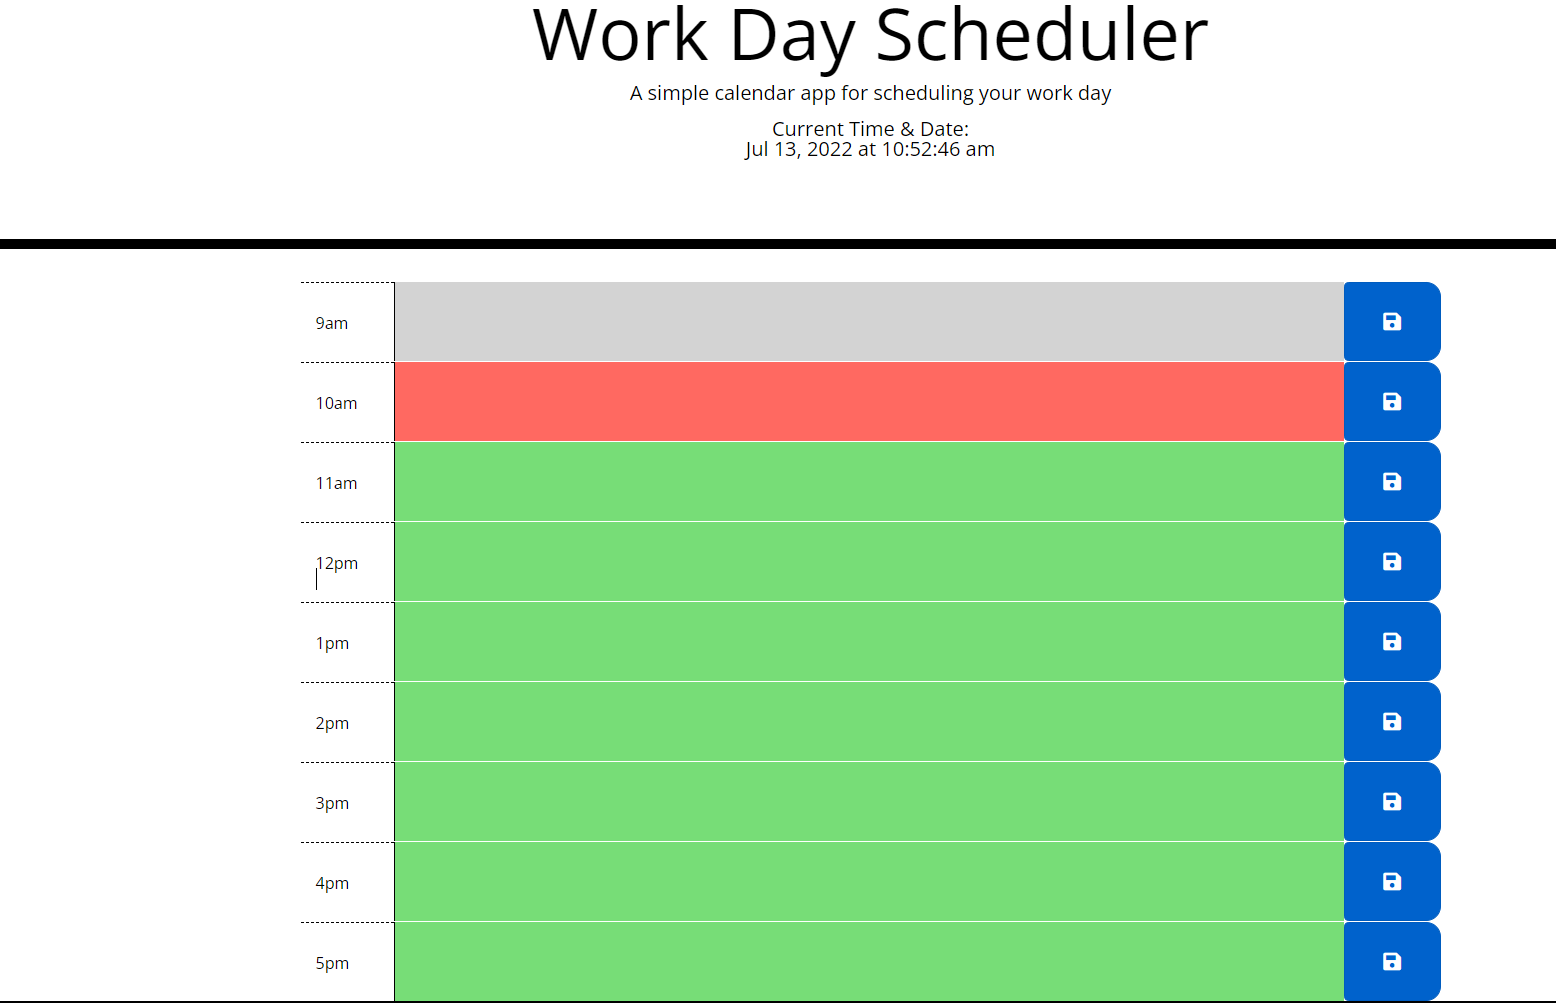 Work Day Scheduler
A simple calendar app for scheduling your work day
Current Time & Date:
Jul 13, 2022 at 10:52:46 am
9am
10am
11am
12pm
1pm
2pm
3pm
4pm
5pm